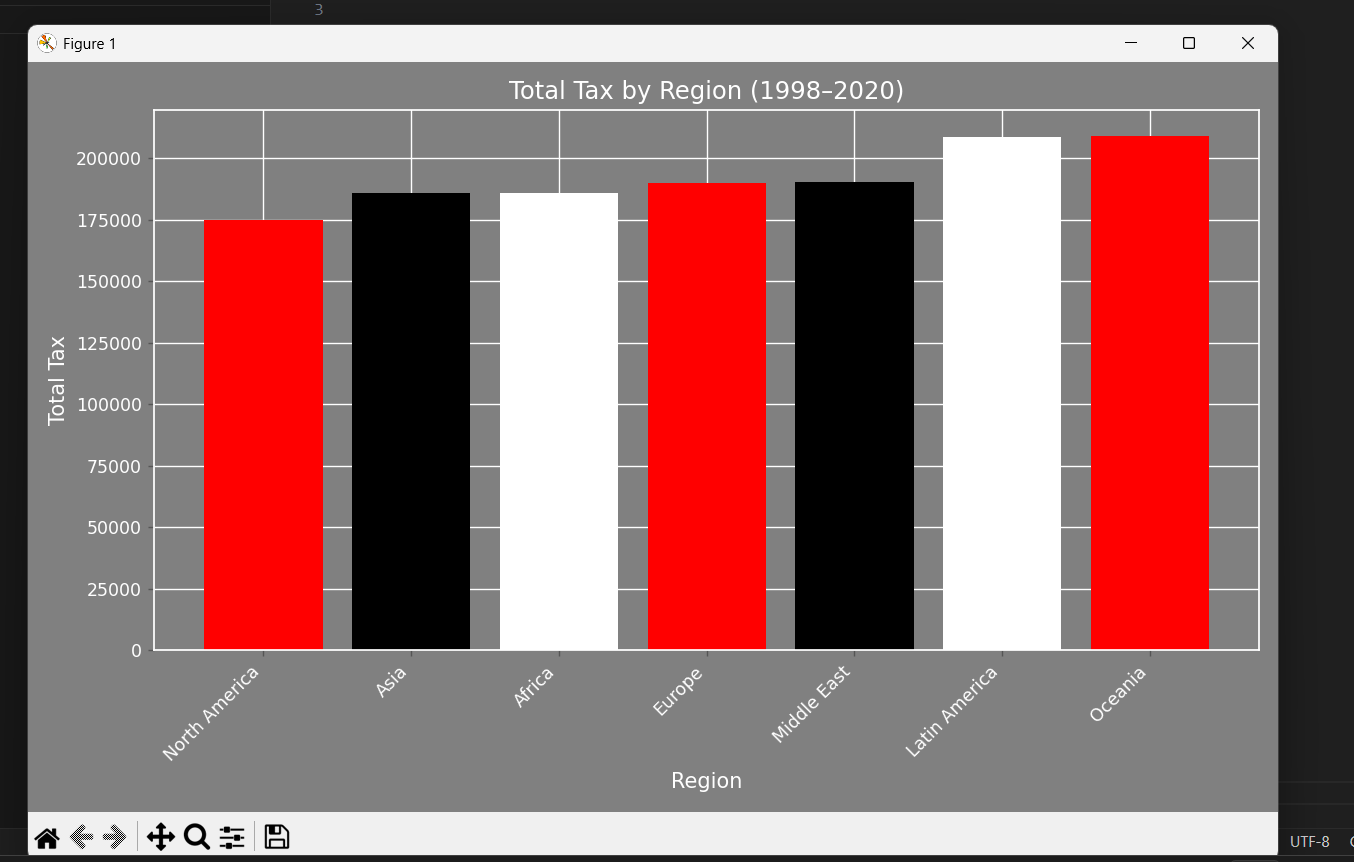 3
Figure 1
Total Tax by Region (1998–2020)
200000
175000
150000
125000
100000
75000
50000
25000
0
Total Tax
North America
Asia
Africa
Europe
Middle East
Latin America
Oceania
Region
UTF-8